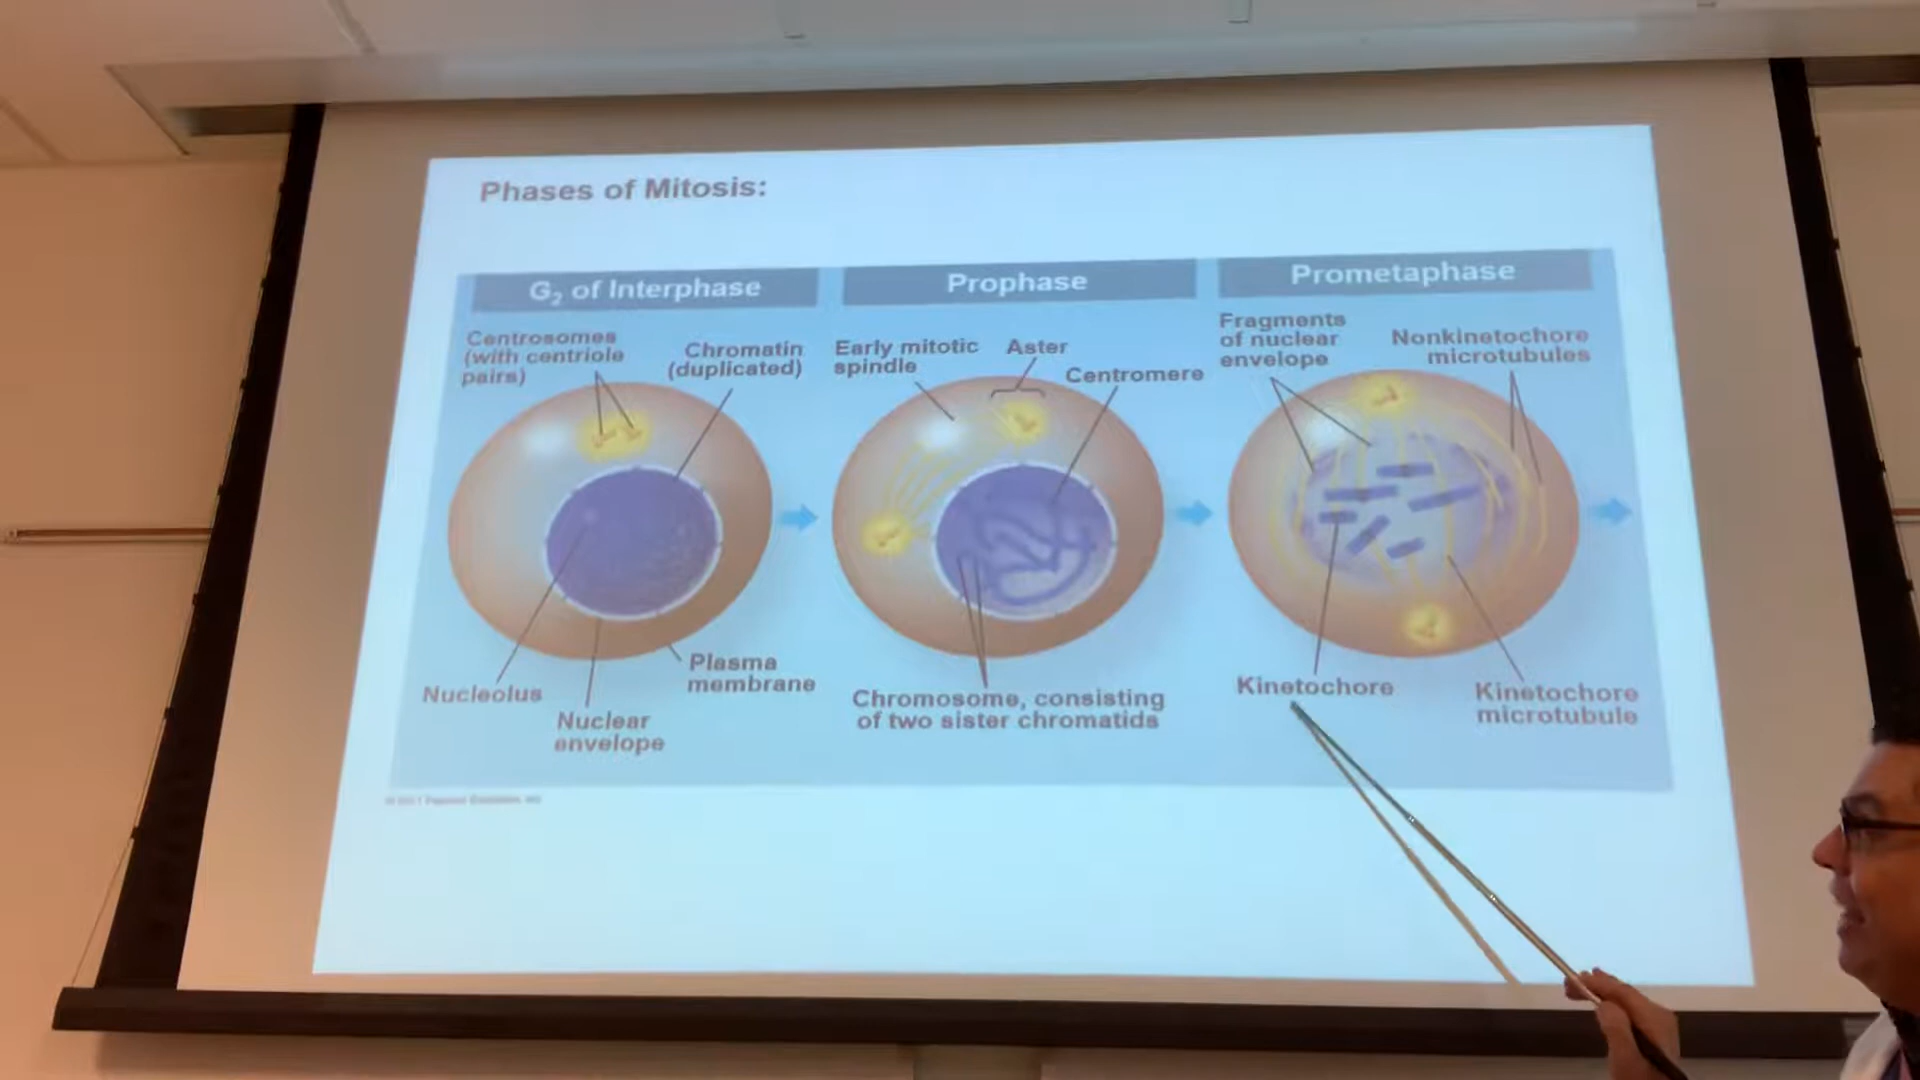 Phases of Mitosis:
G₂ of Interphase
Prophase
Prometaphase
Centrosomes
(with centriole
pairs)
Chromatin
(duplicated)
Early mitotic
spindle
Aster
Centromere
Fragments
of nuclear
envelope
Nonkinetochore
microtubules
Nucleolus
Nuclear
envelope
Plasma
membrane
Chromosome, consisting
of two sister chromatids
Kinetochore
Kinetochore
microtubule